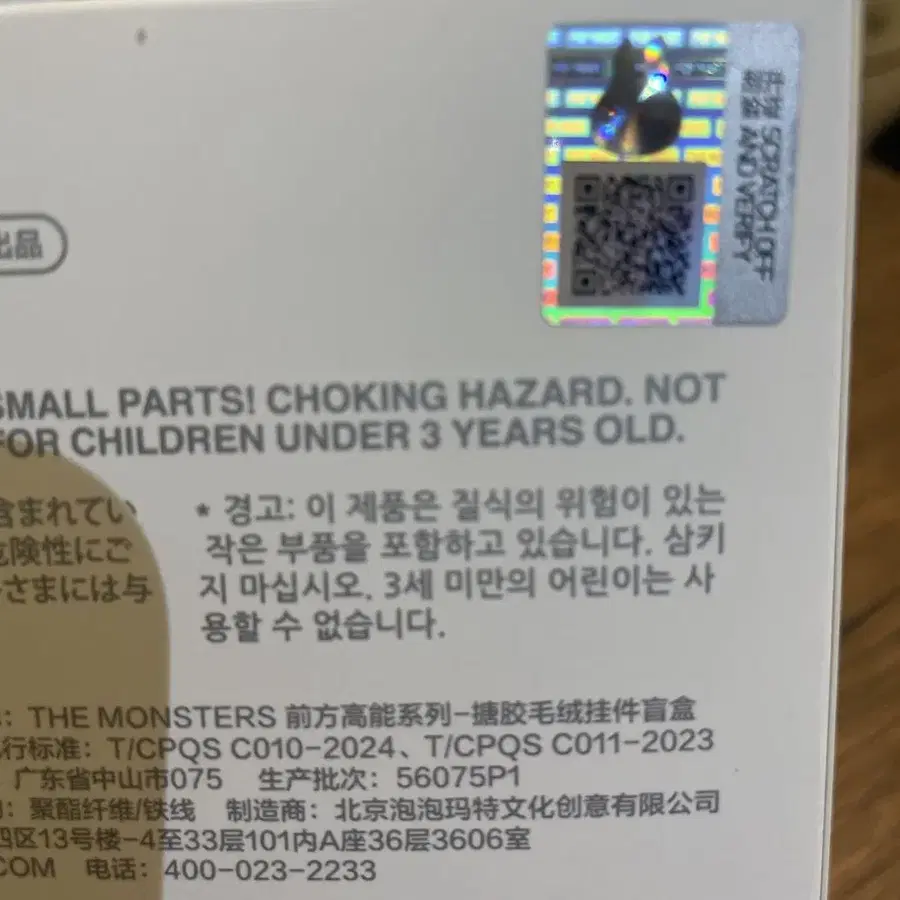 出品
刮涂层 SCRATCH OFF
验真伪 AND VERIFY
SMALL PARTS! CHOKING HAZARD. NOT
FOR CHILDREN UNDER 3 YEARS OLD.
含まれてい
危険性にご
さまには与
* 경고: 이 제품은 질식의 위험이 있는
작은 부품을 포함하고 있습니다. 삼키
지 마십시오. 3세 미만의 어린이는 사
용할 수 없습니다.
: THE MONSTERS 前方高能系列-搪胶毛绒挂件盲盒
行标准: T/CPQS C010-2024、T/CPQS C011-2023
广东省中山市075 生产批次: 56075P1
: 聚酯纤维/铁线 制造商: 北京泡泡玛特文化创意有限公司
四区13号楼-4至33层101内A座36层3606室
COM 电话: 400-023-2233